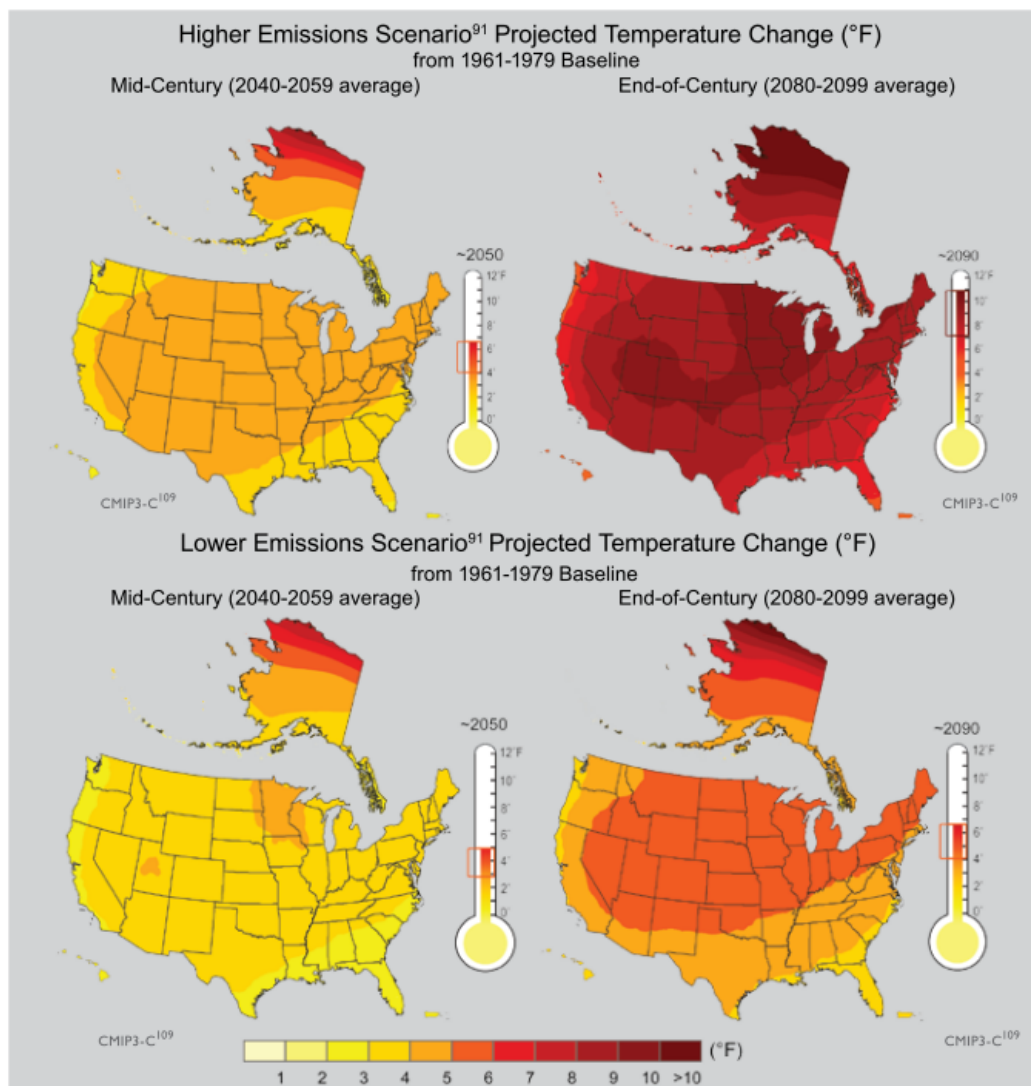 Higher Emissions Scenario⁹¹ Projected Temperature Change (°F)
from 1961-1979 Baseline
Mid-Century (2040-2059 average)
End-of-Century (2080-2099 average)
~2050
12°F
10°
8°
6°
4°
2°
0°
~2090
12°F
10°
8°
6°
4°
2°
0°
CMIP3-C¹⁰⁹
CMIP3-C¹⁰⁹
Lower Emissions Scenario⁹¹ Projected Temperature Change (°F)
from 1961-1979 Baseline
Mid-Century (2040-2059 average)
End-of-Century (2080-2099 average)
~2050
12°F
10°
8°
6°
4°
2°
0°
~2090
12°F
10°
8°
6°
4°
2°
0°
CMIP3-C¹⁰⁹
CMIP3-C¹⁰⁹
(°F)
1 2 3 4 5 6 7 8 9 10 >10